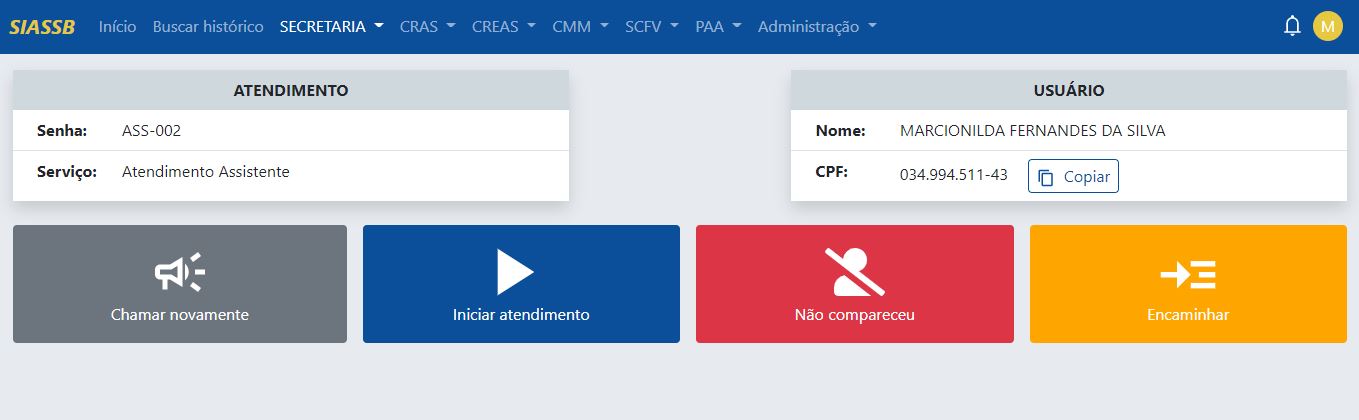 SIASSB Início Buscar histórico SECRETARIA CRAS CREAS CMM SCFV PAA Administração M
ATENDIMENTO
Senha: ASS-002
Serviço: Atendimento Assistente
USUÁRIO
Nome: MARCIONILDA FERNANDES DA SILVA
CPF: 034.994.511-43 Copiar
Chamar novamente
Iniciar atendimento
Não compareceu
Encaminhar